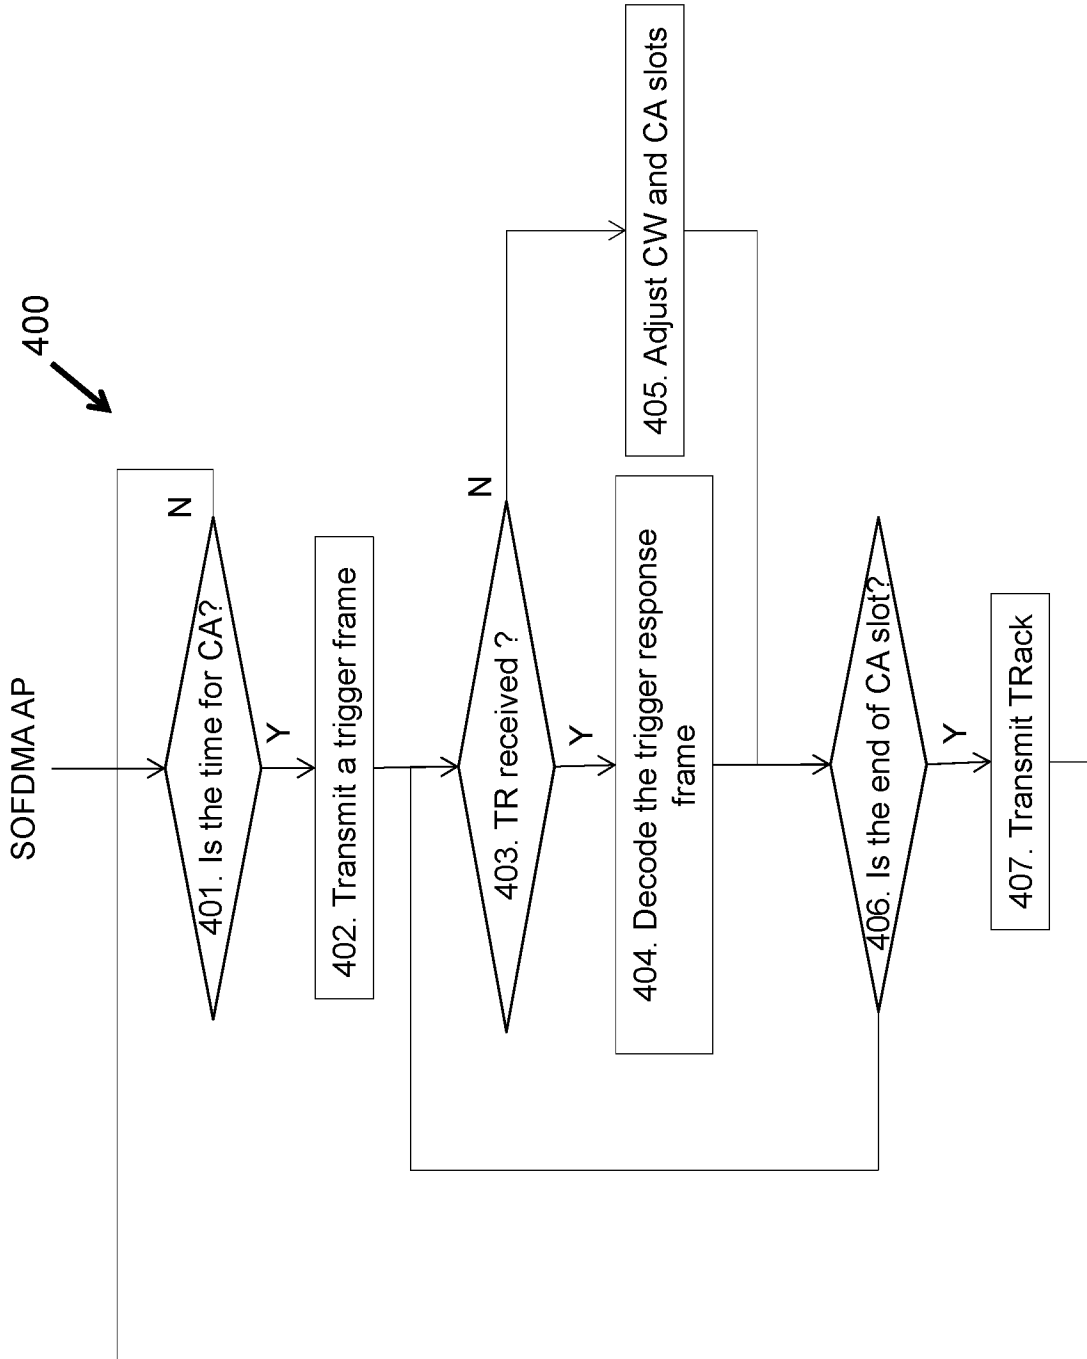 SOFDMA AP
400
401. Is the time for CA?
N
Y
402. Transmit a trigger frame
403. TR received ?
N
Y
404. Decode the trigger response
frame
405. Adjust CW and CA slots
406. Is the end of CA slot?
Y
407. Transmit TRack